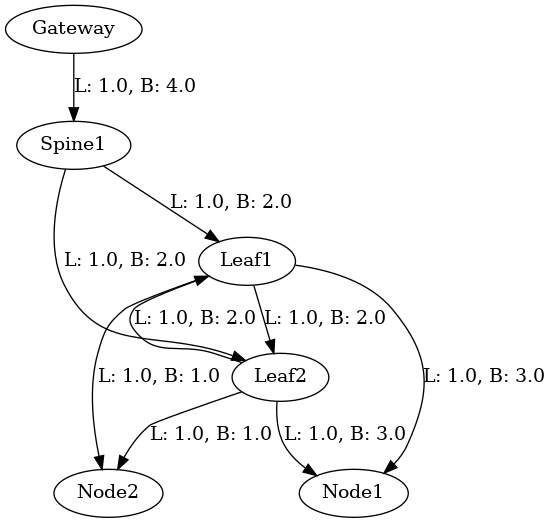 Gateway
L: 1.0, B: 4.0
Spine1
L: 1.0, B: 2.0
L: 1.0, B: 2.0
Leaf1
L: 1.0, B: 2.0
L: 1.0, B: 2.0
L: 1.0, B: 1.0
Leaf2
L: 1.0, B: 3.0
L: 1.0, B: 1.0
L: 1.0, B: 3.0
Node2
Node1